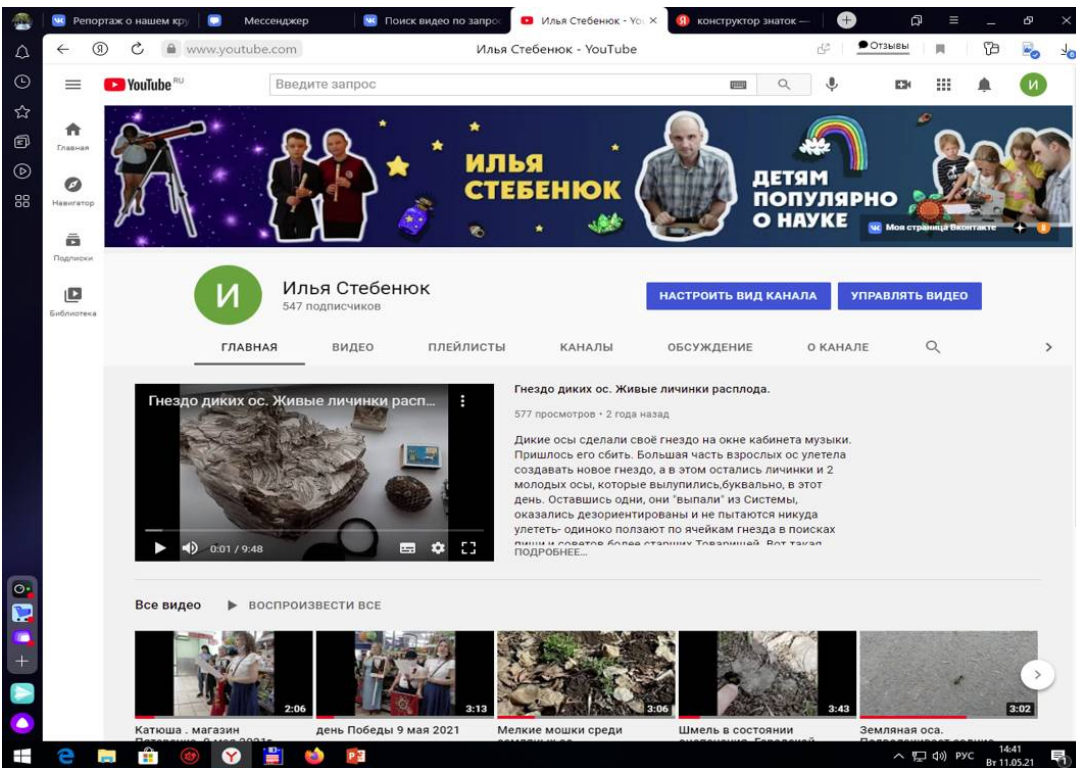 Репортаж о нашем кру
Мессенджер
Поиск видео по запрос
Илья Стебенюк - You
конструктор знаток —
www.youtube.com
Илья Стебенюк - YouTube
Отзывы
YouTube RU
Введите запрос
И
Главная
Навигатор
Подписки
Библиотека
ИЛЬЯ
СТЕБЕНЮК
ДЕТЯМ
ПОПУЛЯРНО
О НАУКЕ
Моя страница Вконтакте
И
Илья Стебенюк
547 подписчиков
НАСТРОИТЬ ВИД КАНАЛА
УПРАВЛЯТЬ ВИДЕО
ГЛАВНАЯ ВИДЕО ПЛЕЙЛИСТЫ КАНАЛЫ ОБСУЖДЕНИЕ О КАНАЛЕ
Гнездо диких ос. Живые личинки расп...
0:01 / 9:48
Гнездо диких ос. Живые личинки расплода.
577 просмотров • 2 года назад
Дикие осы сделали своё гнездо на окне кабинета музыки.
Пришлось его сбить. Большая часть взрослых ос улетела
создавать новое гнездо, а в этом остались личинки и 2
молодых осы, которые вылупились,буквально, в этот
день. Оставшись одни, они "выпали" из Системы,
оказались дезориентированы и не пытаются никуда
улететь- одиноко ползают по ячейкам гнезда в поисках
пищи и советов более старших Товарищей. Вот такая
ПОДРОБНЕЕ...
Все видео
ВОСПРОИЗВЕСТИ ВСЕ
2:06
3:13
3:06
3:43
3:02
Катюша . магазин
день Победы 9 мая 2021
Мелкие мошки среди
Шмель в состоянии
Земляная оса.
РУС
14:41
Вт 11.05.21